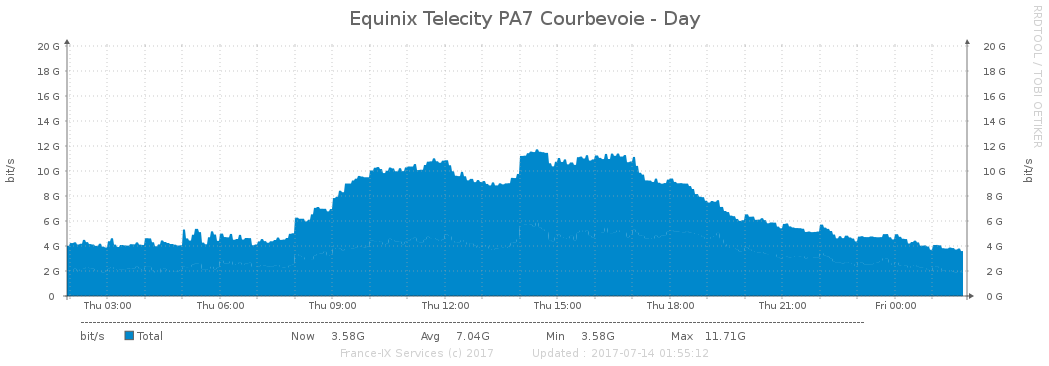 Equinix Telecity PA7 Courbevoie - Day
RRDTOOL / TOBI OETIKER
bit/s
bit/s
20 G 20 G
18 G 18 G
16 G 16 G
14 G 14 G
12 G 12 G
10 G 10 G
8 G 8 G
6 G 6 G
4 G 4 G
2 G 2 G
0 0 G
Thu 03:00 Thu 06:00 Thu 09:00 Thu 12:00 Thu 15:00 Thu 18:00 Thu 21:00 Fri 00:00
bit/s Total Now 3.58G Avg 7.04G Min 3.58G Max 11.71G
France-IX Services (c) 2017 Updated : 2017-07-14 01:55:12